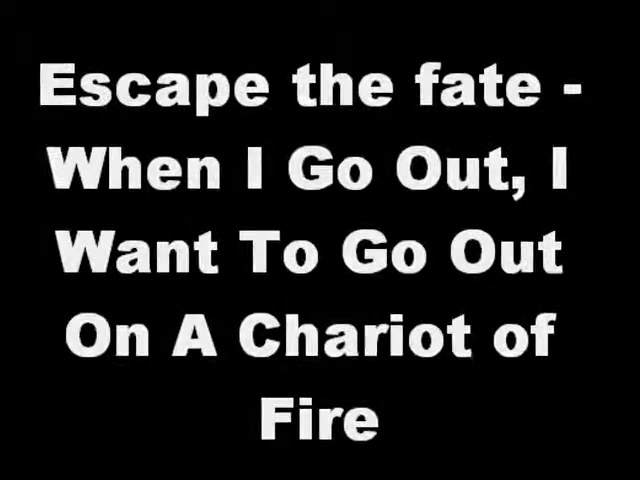 Escape the fate -
When I Go Out, I
Want To Go Out
On A Chariot of
Fire